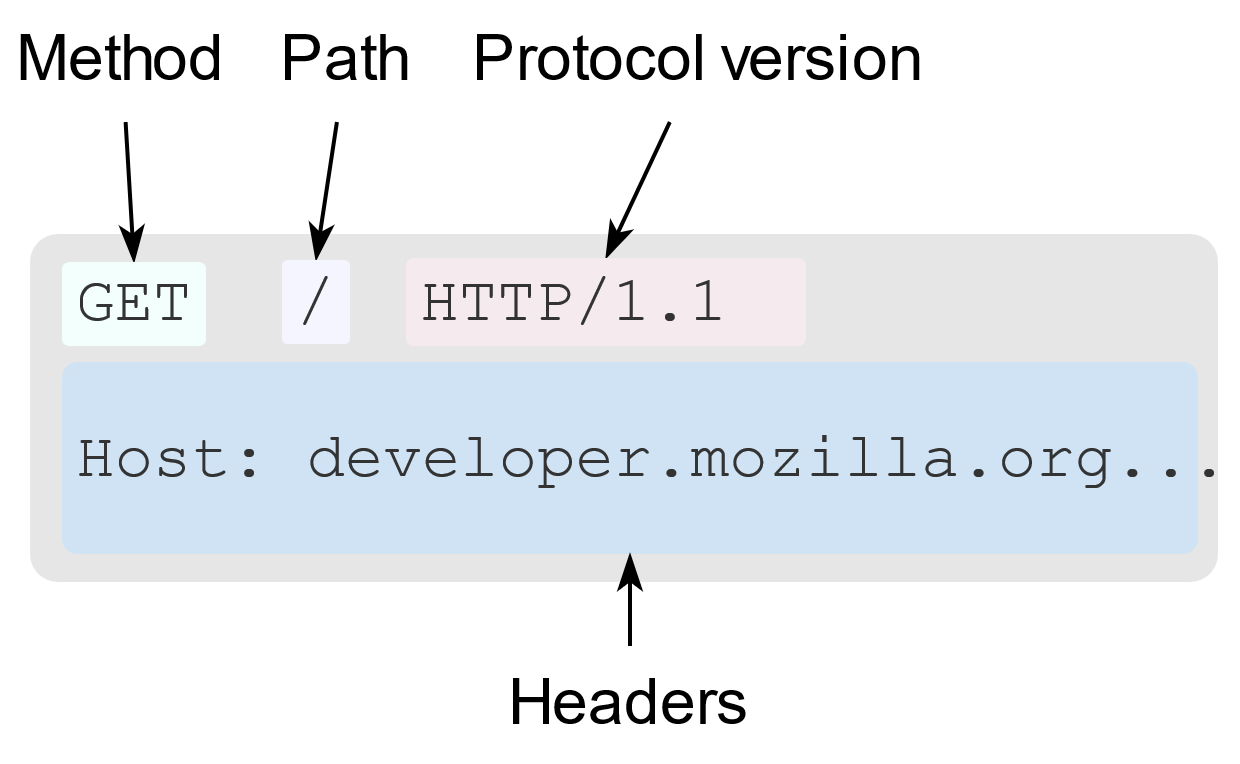 Method Path Protocol version
GET / HTTP/1.1
Host: developer.mozilla.org...
Headers